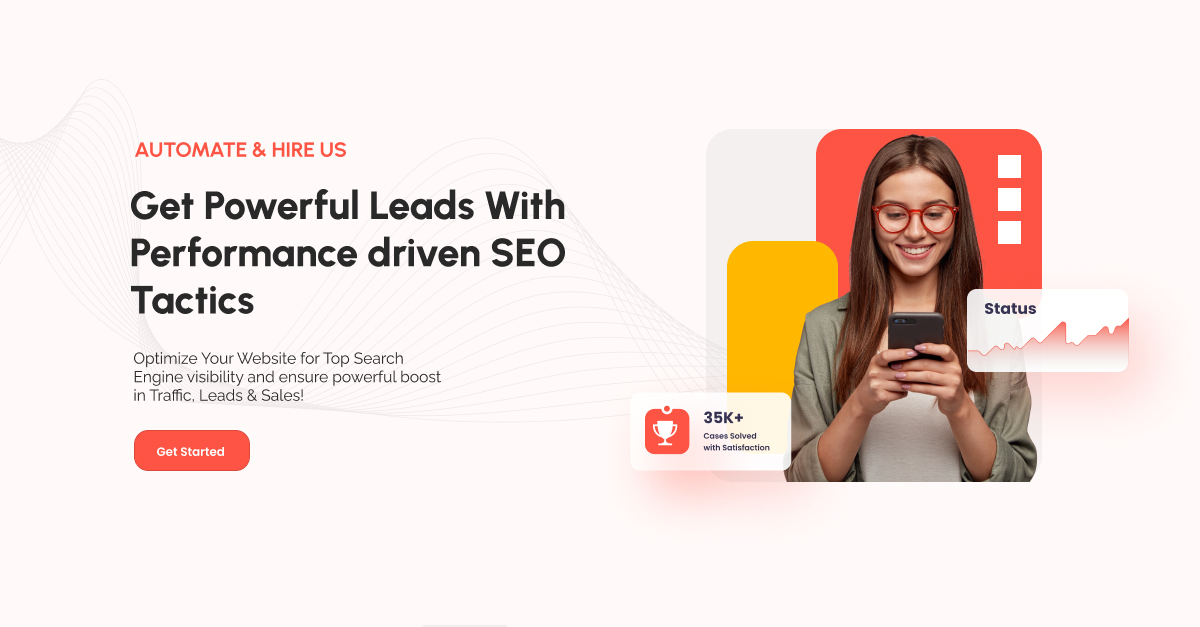 AUTOMATE & HIRE US
Get Powerful Leads With
Performance driven SEO
Tactics
Optimize Your Website for Top Search
Engine visibility and ensure powerful boost
in Traffic, Leads & Sales!
Get Started
Status
35K+
Cases Solved
with Satisfaction